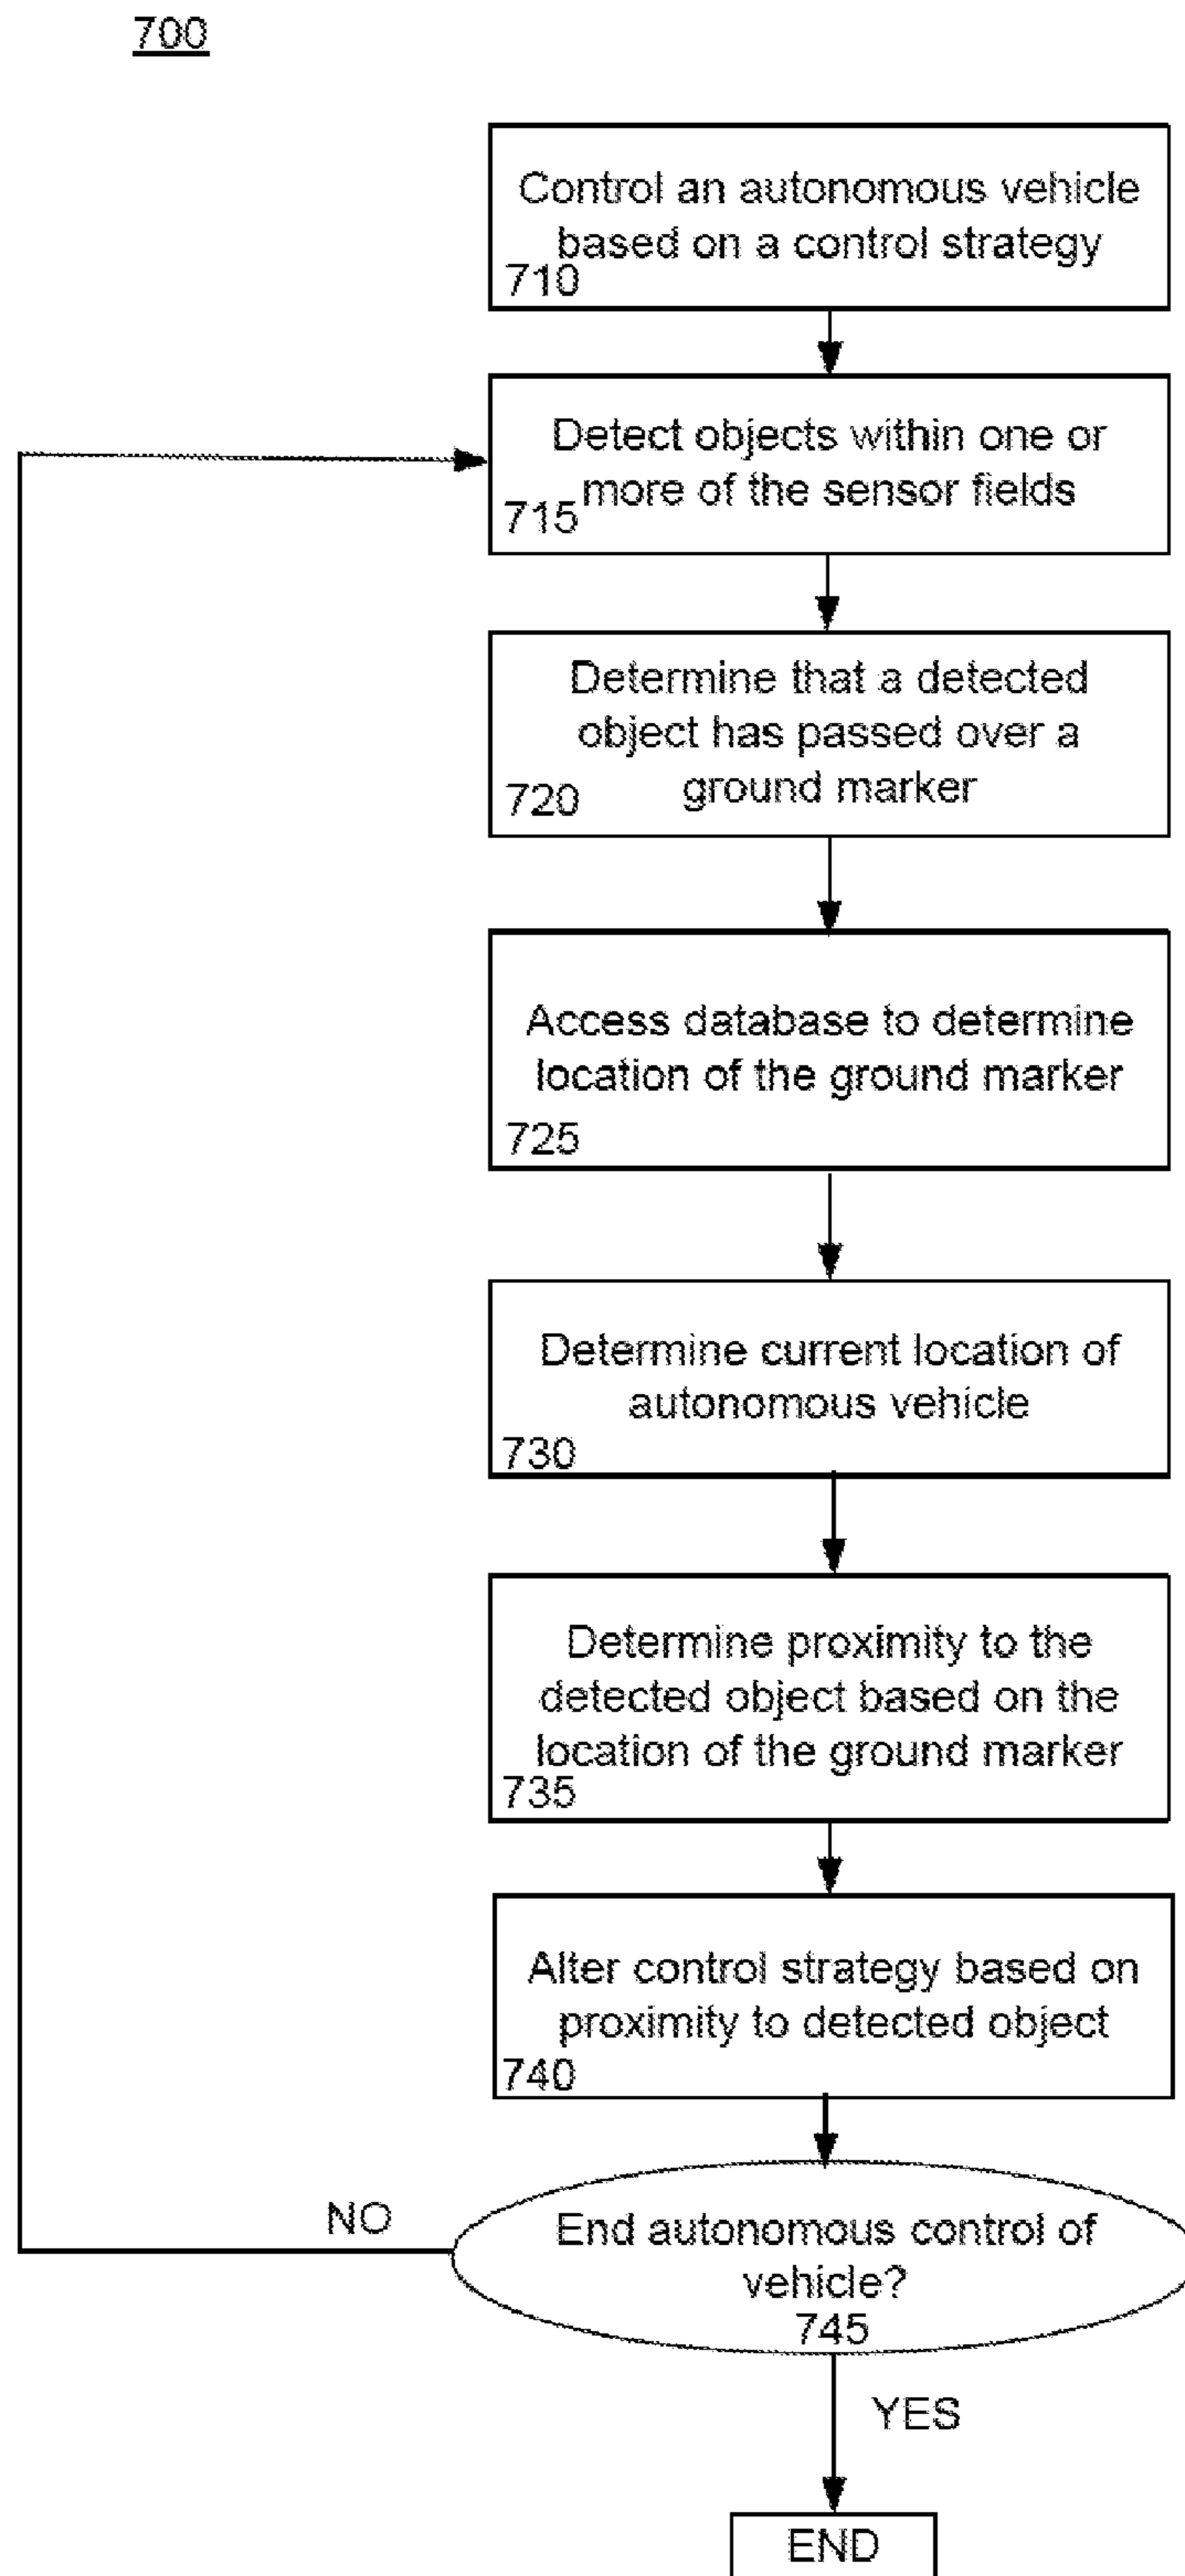 700
Control an autonomous vehicle
based on a control strategy
710
Detect objects within one or
more of the sensor fields
715
Determine that a detected
object has passed over a
ground marker
720
Access database to determine
location of the ground marker
725
Determine current location of
autonomous vehicle
730
Determine proximity to the
detected object based on the
location of the ground marker
735
Alter control strategy based on
proximity to detected object
740
NO
End autonomous control of
vehicle?
745
YES
END